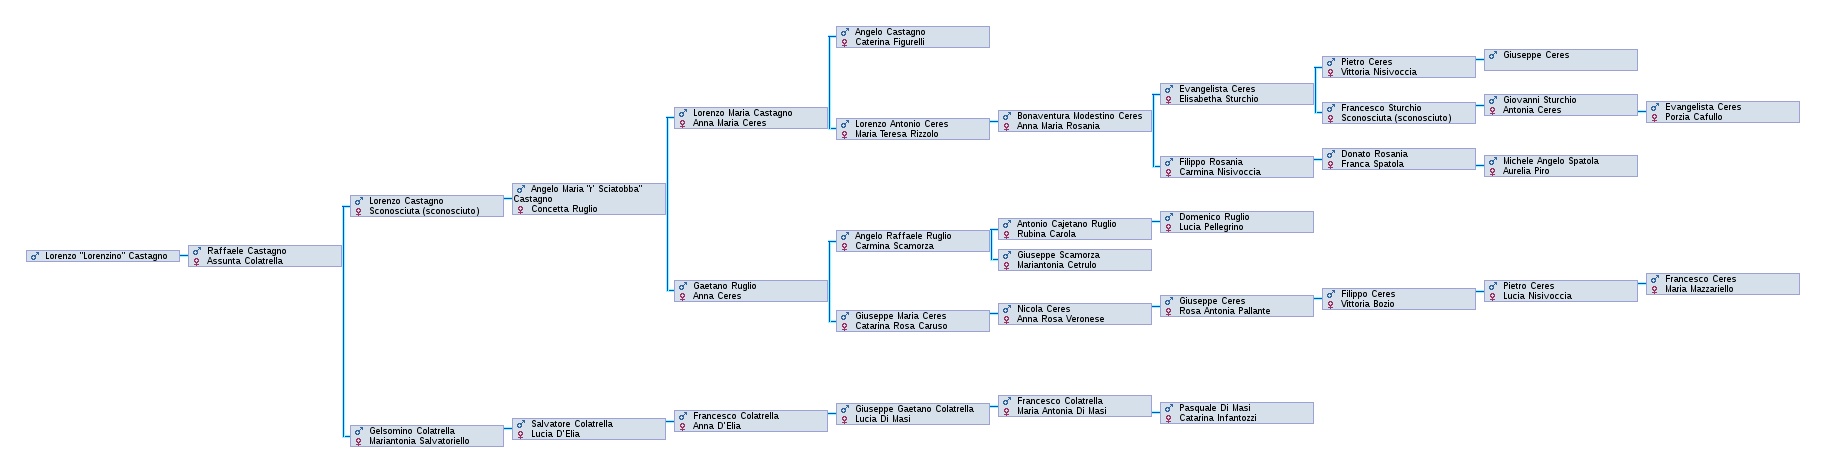 Lorenzo "Lorenzino" Castagno
Raffaele Castagno
Assunta Colatrella
Lorenzo Castagno
Sconosciuta (sconosciuto)
Gelsomino Colatrella
Mariantonia Salvatoriello
Angelo Maria "r' Sciatobba"
Castagno
Concetta Ruglio
Salvatore Colatrella
Lucia D'Elia
Lorenzo Maria Castagno
Anna Maria Ceres
Gaetano Ruglio
Anna Ceres
Francesco Colatrella
Anna D'Elia
Angelo Castagno
Caterina Figurelli
Lorenzo Antonio Ceres
Maria Teresa Rizzolo
Angelo Raffaele Ruglio
Carmina Scamorza
Giuseppe Maria Ceres
Catarina Rosa Caruso
Giuseppe Gaetano Colatrella
Lucia Di Masi
Bonaventura Modestino Ceres
Anna Maria Rosania
Antonio Cajetano Ruglio
Rubina Carola
Giuseppe Scamorza
Mariantonia Cetrulo
Nicola Ceres
Anna Rosa Veronese
Francesco Colatrella
Maria Antonia Di Masi
Evangelista Ceres
Elisabetha Sturchio
Filippo Rosania
Carmina Nisivoccia
Domenico Ruglio
Lucia Pellegrino
Giuseppe Ceres
Rosa Antonia Pallante
Pasquale Di Masi
Catarina Infantozzi
Pietro Ceres
Vittoria Nisivoccia
Francesco Sturchio
Sconosciuta (sconosciuto)
Donato Rosania
Franca Spatola
Filippo Ceres
Vittoria Bozio
Giuseppe Ceres
Giovanni Sturchio
Antonia Ceres
Michele Angelo Spatola
Aurelia Piro
Pietro Ceres
Lucia Nisivoccia
Evangelista Ceres
Porzia Cafullo
Francesco Ceres
Maria Mazzariello